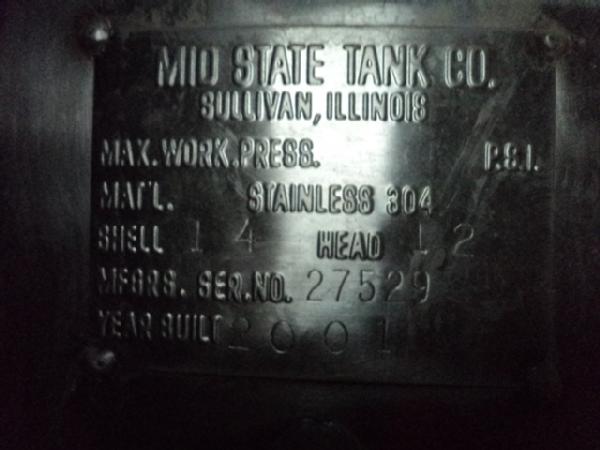 MID STATE TANK CO.
SULLIVAN, ILLINOIS
MAX. WORK. PRESS. P.S.I.
MAT'L. STAINLESS 304
SHELL 14 HEAD 12
MFGRS. SER. NO. 27529
YEAR BUILT 2001